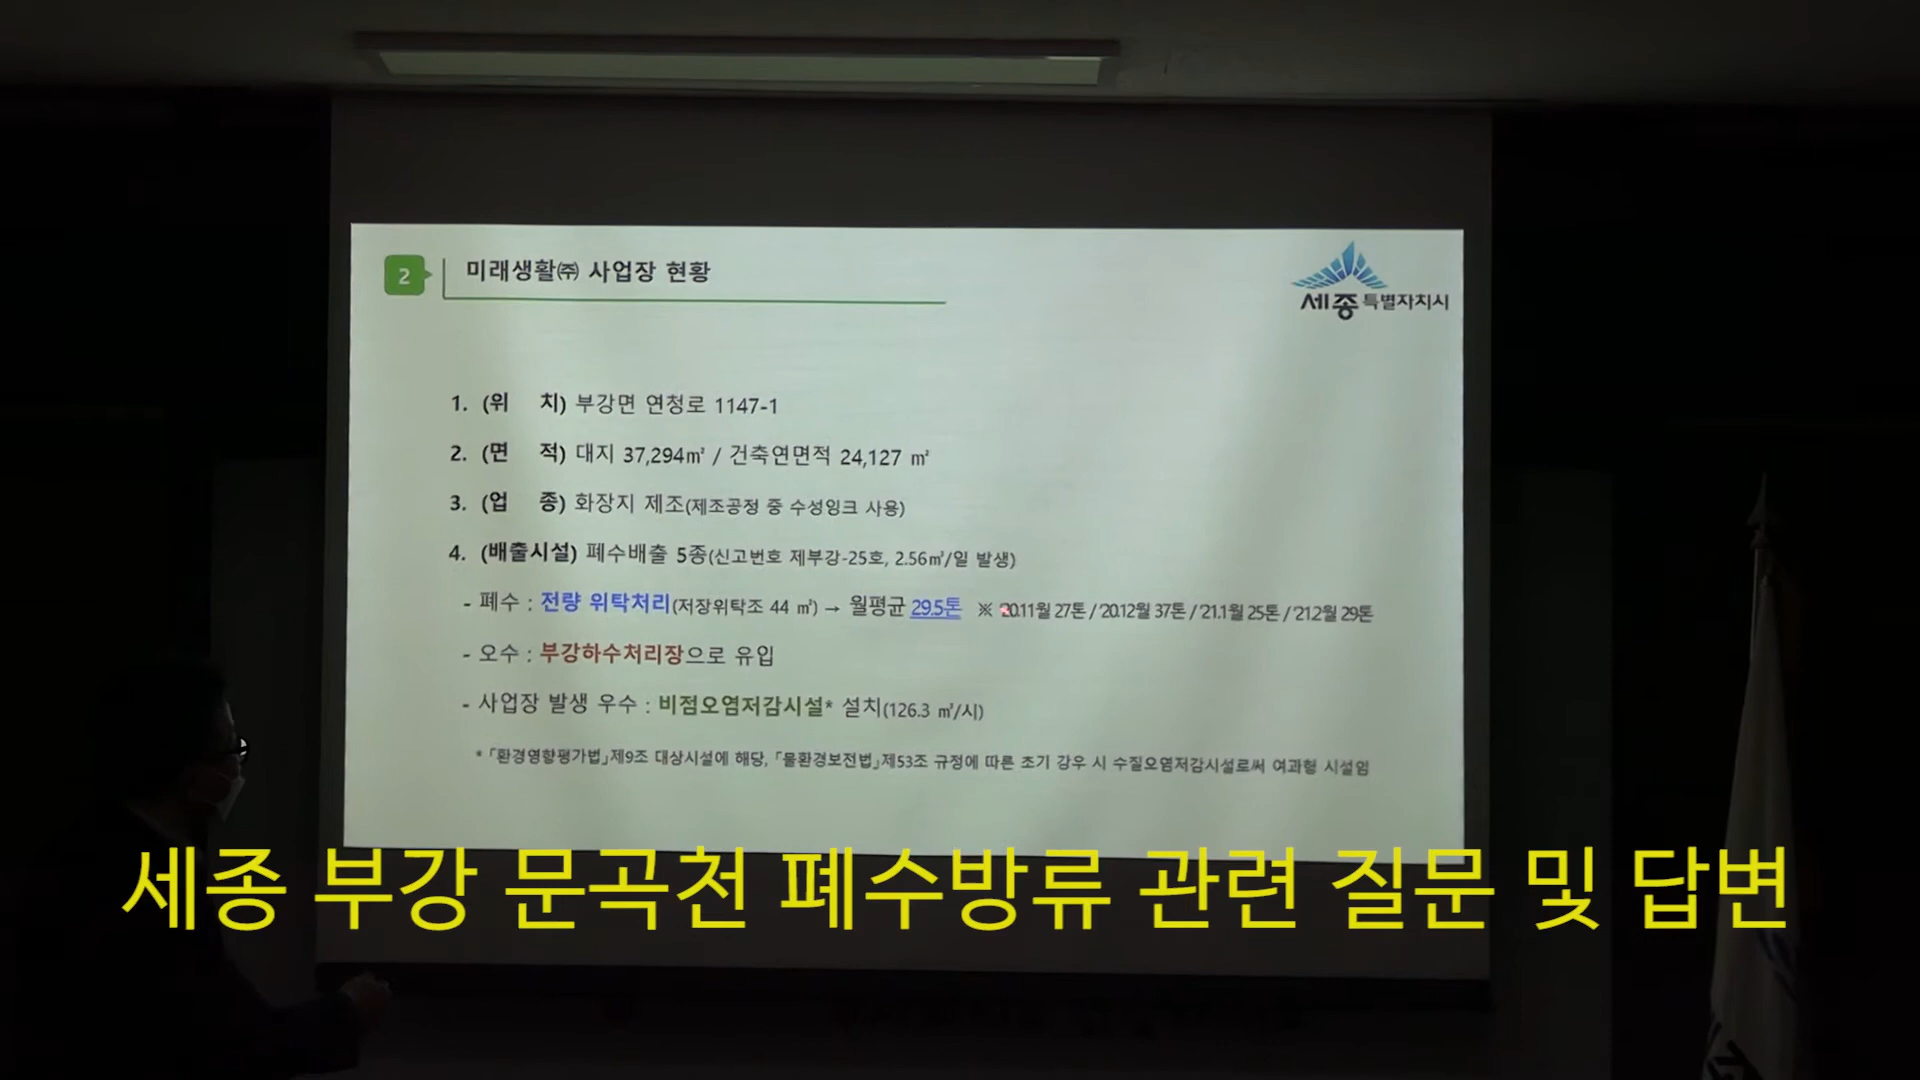 2 미래생활㈜ 사업장 현황
세종특별자치시
1. (위 치) 부강면 연청로 1147-1
2. (면 적) 대지 37,294㎡ / 건축연면적 24,127 ㎡
3. (업 종) 화장지 제조(제조공정 중 수성잉크 사용)
4. (배출시설) 폐수배출 5종(신고번호 제부강-25호, 2.56㎥/일 발생)
- 폐수 : 전량 위탁처리(저장위탁조 44 ㎥) → 월평균 29.5톤 ※ '20.11월 27톤 / '20.12월 37톤 / '21.1월 25톤 / '21.2월 29톤
- 오수 : 부강하수처리장으로 유입
- 사업장 발생 우수 : 비점오염저감시설* 설치(126.3 ㎥/시)
* 「환경영향평가법」제9조 대상시설에 해당, 「물환경보전법」제53조 규정에 따른 초기 강우 시 수질오염저감시설로써 여과형 시설임
세종 부강 문곡천 폐수방류 관련 질문 및 답변